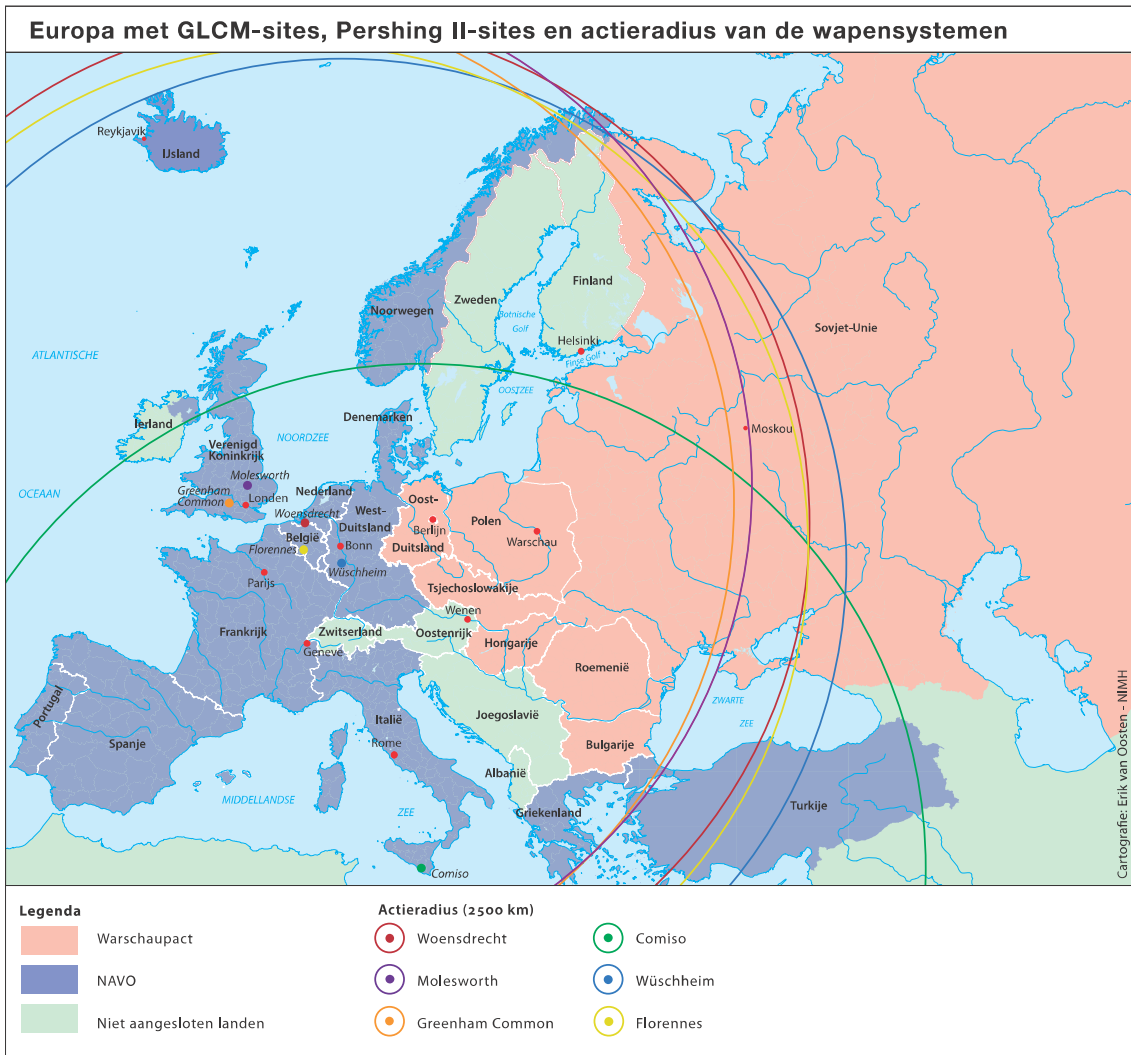 Europa met GLCM-sites, Pershing II-sites en actieradius van de wapensystemen
Reykjavik
IJsland
Noorwegen
Zweden
Finland
Botnische
Golf
Helsinki
Finse Golf
OOSTZEE
Sovjet-Unie
Moskou
ATLANTISCHE
OCEAAN
Ierland
Verenigd
Koninkrijk
Molesworth
Greenham
Common
Londen
NOORDZEE
Denemarken
Nederland
Woensdrecht
België
Florennes
West-
Duitsland
Bonn
Wüschheim
Oost-
Berlijn
Duitsland
Polen
Warschau
Tsjechoslowakije
Wenen
Oostenrijk
Hongarije
Parijs
Frankrijk
Zwitserland
Genève
Roemenië
Joegoslavië
Bulgarije
Albanië
Griekenland
Italië
Rome
Portugal
Spanje
MIDDELLANDSE
ZEE
Comiso
ZWARTE
ZEE
Turkije
Cartografie: Erik van Oosten - NIMH
Legenda
Warschaupact
NAVO
Niet aangesloten landen
Actieradius (2500 km)
Woensdrecht
Molesworth
Greenham Common
Comiso
Wüschheim
Florennes